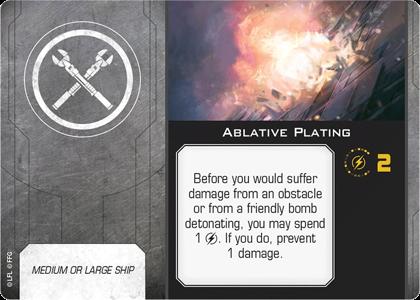 ABLATIVE PLATING
2
Before you would suffer
damage from an obstacle
or from a friendly bomb
detonating, you may spend
1 . If you do, prevent
1 damage.
MEDIUM OR LARGE SHIP
© LFL © FFG